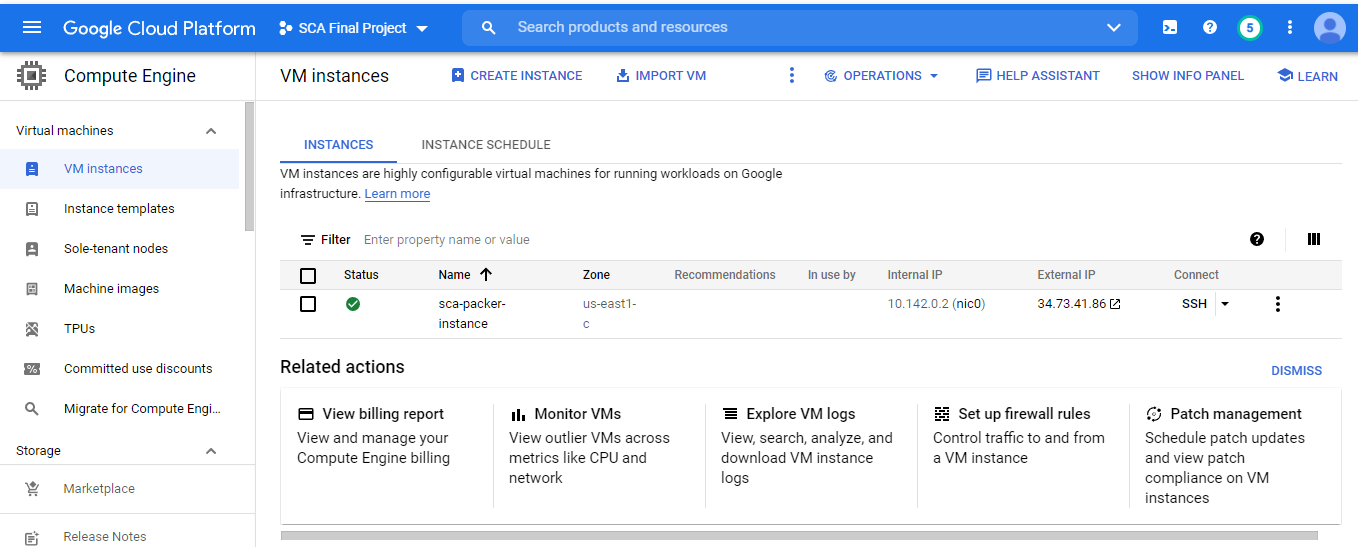 Google Cloud Platform
SCA Final Project
Search products and resources
5
Compute Engine
VM instances
CREATE INSTANCE
IMPORT VM
OPERATIONS
HELP ASSISTANT
SHOW INFO PANEL
LEARN
Virtual machines
VM instances
Instance templates
Sole-tenant nodes
Machine images
TPUs
Committed use discounts
Migrate for Compute Engi...
Storage
Marketplace
Release Notes
INSTANCES
INSTANCE SCHEDULE
VM instances are highly configurable virtual machines for running workloads on Google
infrastructure. Learn more
Filter Enter property name or value
Status Name Zone Recommendations In use by Internal IP External IP Connect
sca-packer- us-east1- 10.142.0.2 (nic0) 34.73.41.86 SSH
instance c
Related actions
DISMISS
View billing report
View and manage your
Compute Engine billing
Monitor VMs
View outlier VMs across
metrics like CPU and
network
Explore VM logs
View, search, analyze, and
download VM instance
logs
Set up firewall rules
Control traffic to and from
a VM instance
Patch management
Schedule patch updates
and view patch
compliance on VM
instances